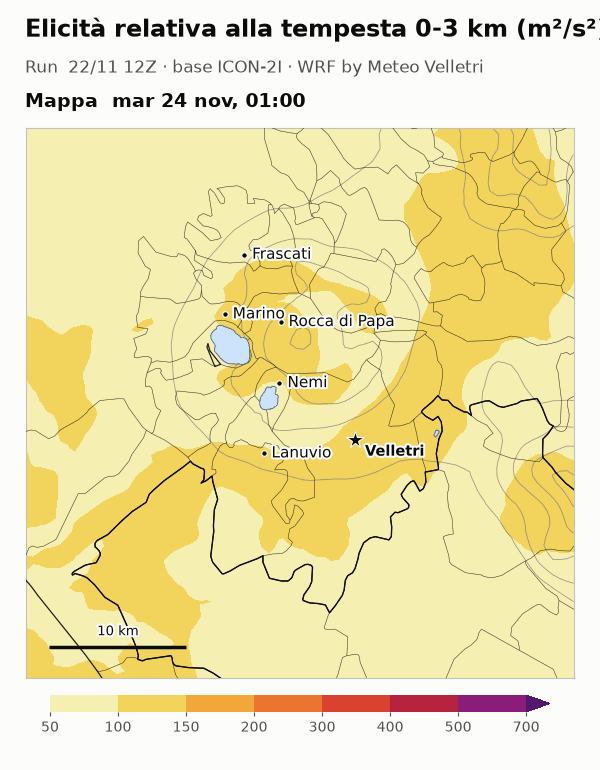 Elicità relativa alla tempesta 0-3 km (m²/s²)
Run  22/11 12Z · base ICON-2I · WRF by Meteo Velletri
Mappa  mar 24 nov, 01:00
Frascati
Marino
Rocca di Papa
Nemi
Velletri
Lanuvio
10 km
50 100 150 200 300 400 500 700